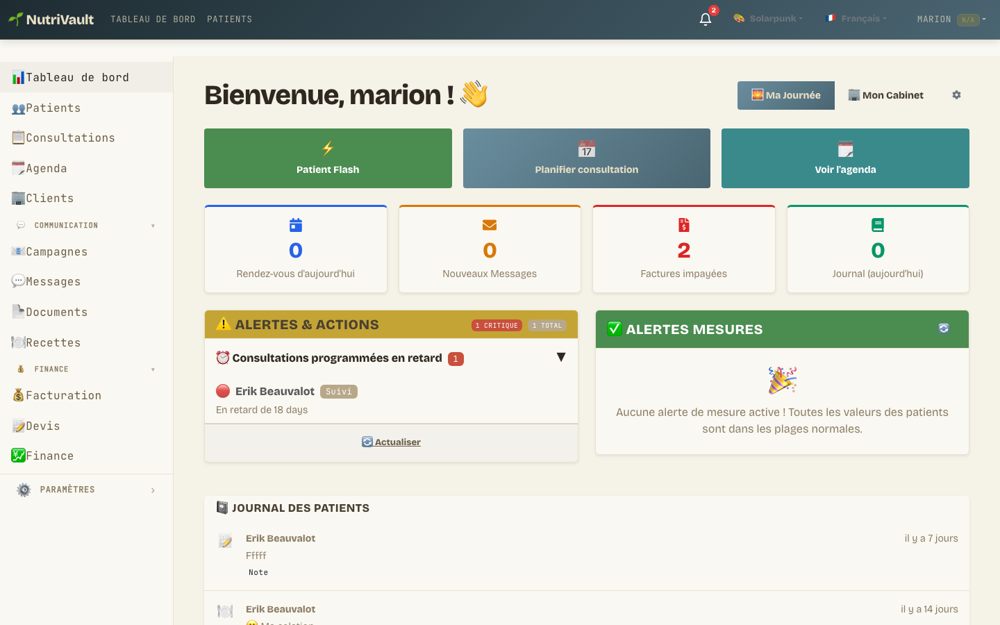 NutriVault
TABLEAU DE BORD
PATIENTS
2
Solarpunk
Français
MARION
N/A
Tableau de bord
Patients
Consultations
Agenda
Clients
COMMUNICATION
Campagnes
Messages
Documents
Recettes
FINANCE
Facturation
Devis
Finance
PARAMÈTRES
Bienvenue, marion !
Ma Journée
Mon Cabinet
Patient Flash
17
Planifier consultation
Voir l'agenda
0
Rendez-vous d'aujourd'hui
0
Nouveaux Messages
2
Factures impayées
0
Journal (aujourd'hui)
ALERTES & ACTIONS
1 CRITIQUE
1 TOTAL
Consultations programmées en retard
1
Erik Beauvalot
Suivi
En retard de 18 days
Actualiser
ALERTES MESURES
Aucune alerte de mesure active ! Toutes les valeurs des patients
sont dans les plages normales.
JOURNAL DES PATIENTS
Erik Beauvalot
il y a 7 jours
Ffffff
Note
Erik Beauvalot
il y a 14 jours